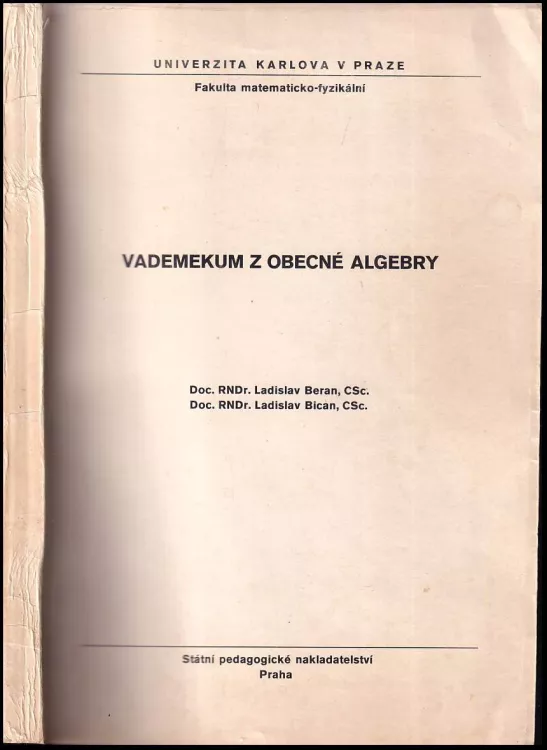 UNIVERZITA KARLOVA V PRAZE
Fakulta matematicko-fyzikální
VADEMEKUM Z OBECNÉ ALGEBRY
Doc. RNDr. Ladislav Beran, CSc.
Doc. RNDr. Ladislav Bican, CSc.
Státní pedagogické nakladatelství
Praha